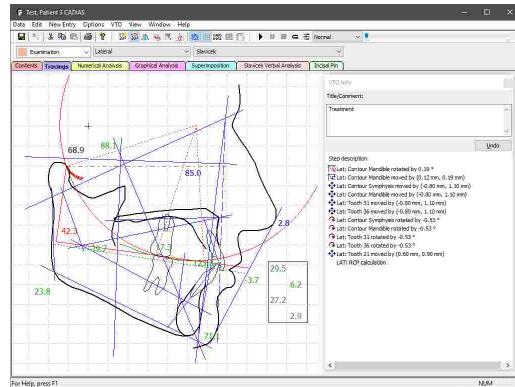 Test, Patient 3 CADIAS
Data Edit New Entry Options VTO View Window Help
Normal
Examination Lateral Slavicek
Contents Tracings Numerical Analysis Graphical Analysis Superimposition Slavicek Verbal Analysis Incisal Pin
VTO Info
Title/Comment:
Treatment
Undo
Step description
Lat: Contour Mandible rotated by 0.19 °
Lat: Contour Mandible moved by (0.12 mm, 0.19 mm)
Lat: Contour Symphysis moved by (-0.80 mm, 1.10 mm)
Lat: Contour Mandible moved by (-0.80 mm, 1.10 mm)
Lat: Tooth 31 moved by (-0.80 mm, 1.10 mm)
Lat: Tooth 36 moved by (-0.80 mm, 1.10 mm)
Lat: Contour Symphysis rotated by -0.53 °
Lat: Contour Mandible rotated by -0.53 °
Lat: Tooth 31 rotated by -0.53 °
Lat: Tooth 36 rotated by -0.53 °
Lat: Tooth 21 moved by (0.60 mm, 0.90 mm)
LAT: RCP calculation
68.9
88.1
85.0
2.8
42.3
-3.7
23.8
29.5
6.2
27.2
2.9
For Help, press F1
NUM